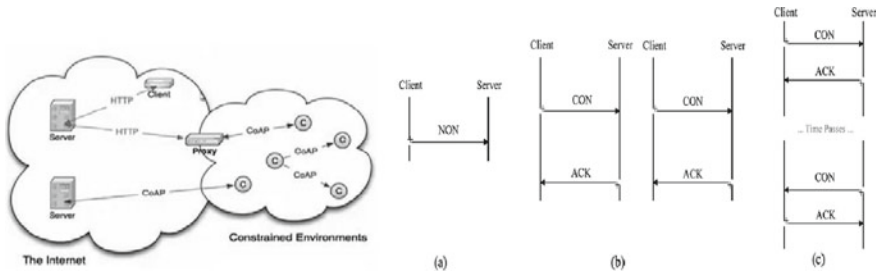 HTTP
Client
Server
HTTP
Proxy
CoAP
C
C
C
CoAP
CoAP
Server
CoAP
C
C
Constrained Environments
The Internet
Client
Server
NON
(a)
Client
Server
CON
ACK
Client
Server
CON
ACK
(b)
Client
Server
CON
ACK
... Time Passes ...
CON
ACK
(c)